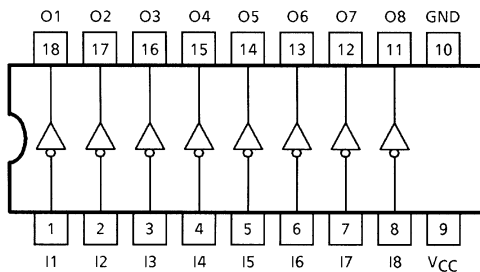 O1 O2 O3 O4 O5 O6 O7 O8 GND
18 17 16 15 14 13 12 11 10
1 2 3 4 5 6 7 8 9
I1 I2 I3 I4 I5 I6 I7 I8 VCC